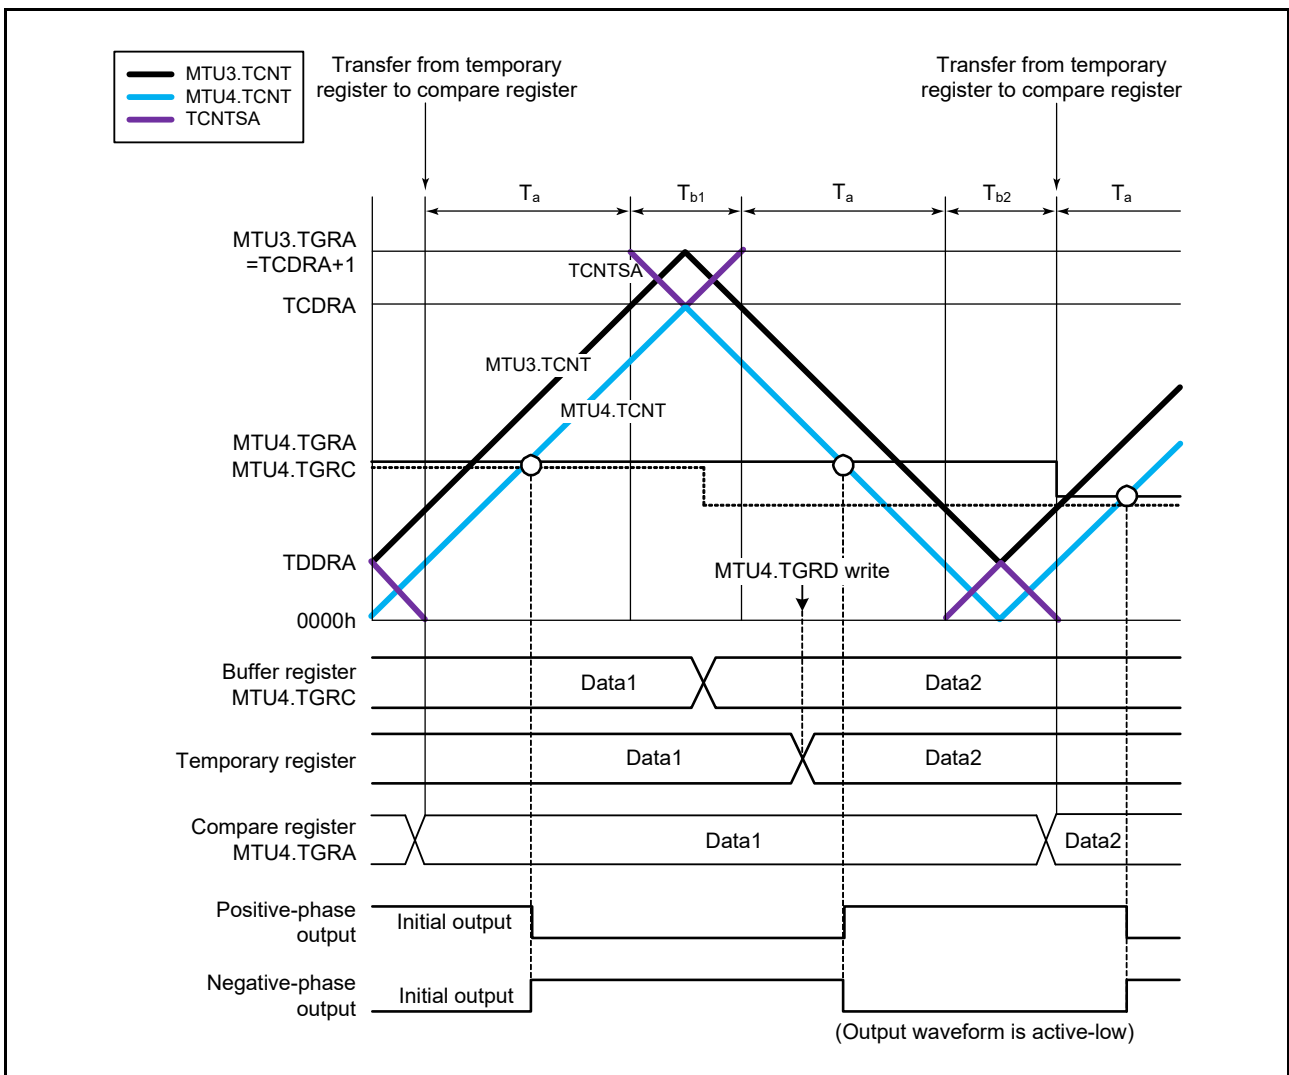 MTU3.TCNT
MTU4.TCNT
TCNTSA
Transfer from temporary
register to compare register
Transfer from temporary
register to compare register
Ta
Tb1
Ta
Tb2
Ta
MTU3.TGRA
=TCDRA+1
TCNTSA
TCDRA
MTU3.TCNT
MTU4.TCNT
MTU4.TGRA
MTU4.TGRC
TDDRA
MTU4.TGRD write
0000h
Buffer register
MTU4.TGRC
Data1
Data2
Temporary register
Data1
Data2
Compare register
MTU4.TGRA
Data1
Data2
Positive-phase
output
Initial output
Negative-phase
output
Initial output
(Output waveform is active-low)